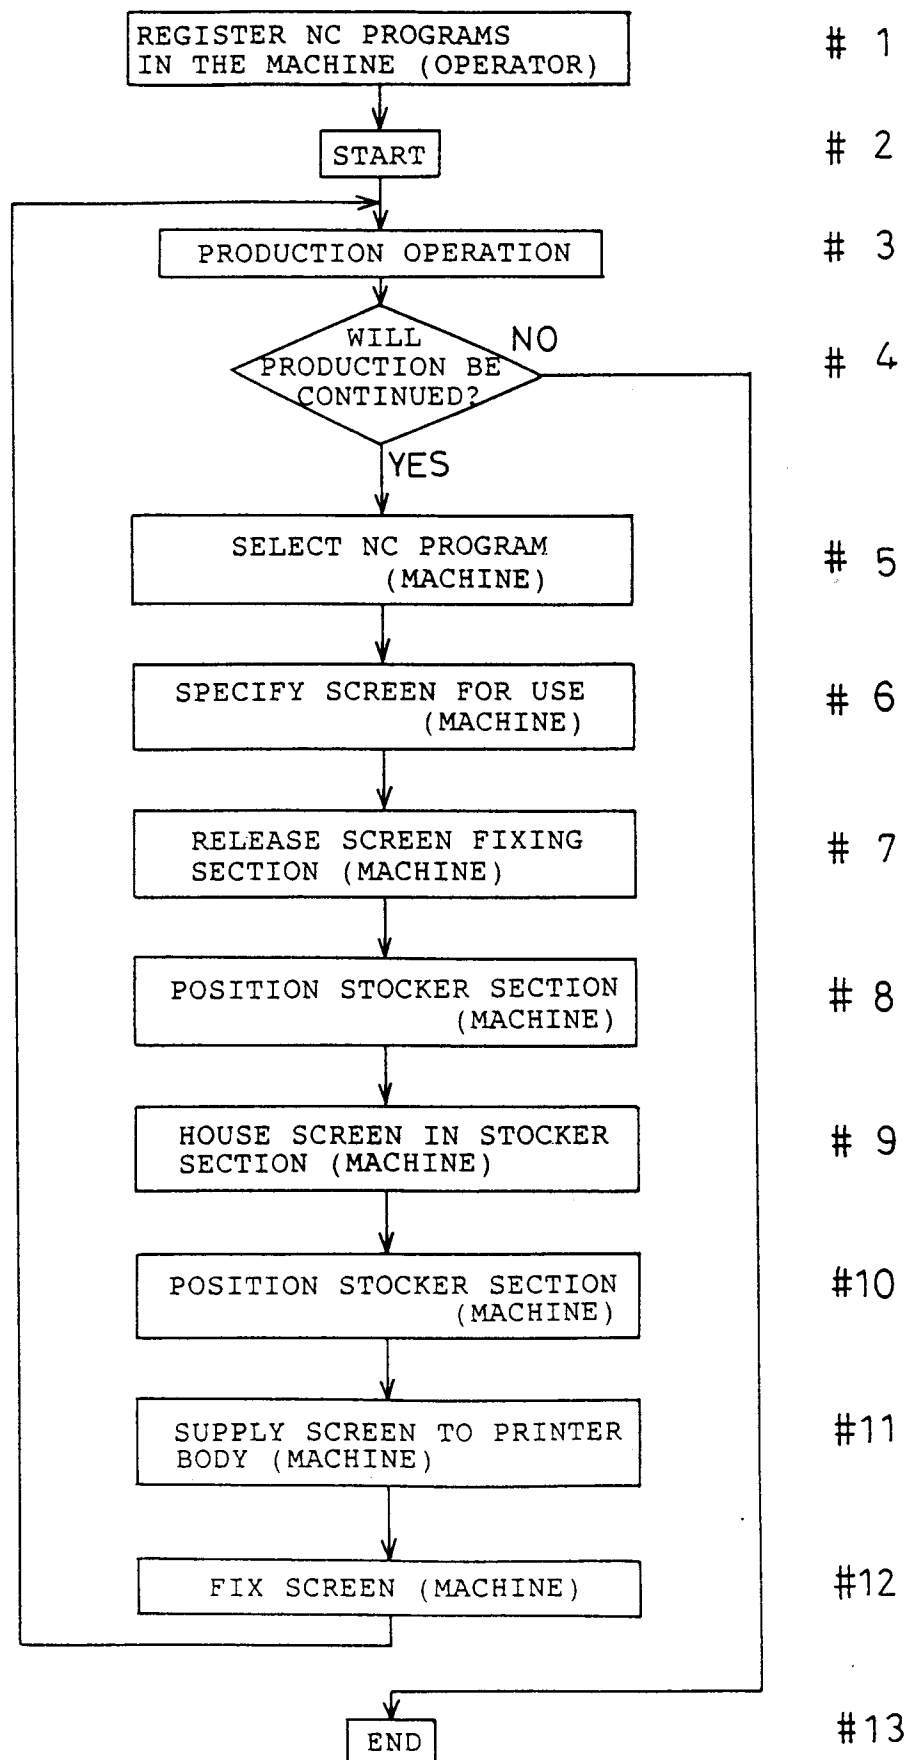 REGISTER NC PROGRAMS
IN THE MACHINE (OPERATOR)
# 1
START
# 2
PRODUCTION OPERATION
# 3
WILL
PRODUCTION BE
CONTINUED?
NO
# 4
YES
SELECT NC PROGRAM
(MACHINE)
# 5
SPECIFY SCREEN FOR USE
(MACHINE)
# 6
RELEASE SCREEN FIXING
SECTION (MACHINE)
# 7
POSITION STOCKER SECTION
(MACHINE)
# 8
HOUSE SCREEN IN STOCKER
SECTION (MACHINE)
# 9
POSITION STOCKER SECTION
(MACHINE)
#10
SUPPLY SCREEN TO PRINTER
BODY (MACHINE)
#11
FIX SCREEN (MACHINE)
#12
END
#13